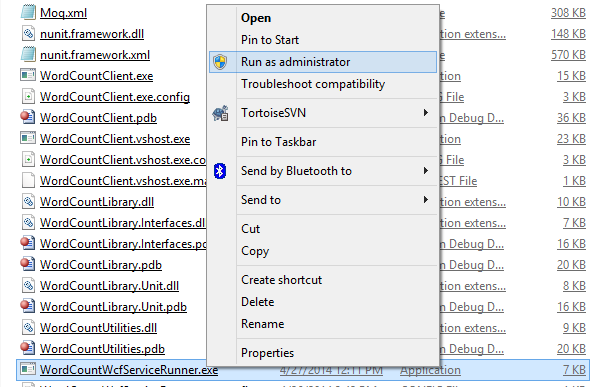 Moq.xml 308 KB
nunit.framework.dll ation extens... 148 KB
nunit.framework.xml 570 KB
WordCountClient.exe ation 15 KB
WordCountClient.exe.config G File 3 KB
WordCountClient.pdb n Debug D... 36 KB
WordCountClient.vshost.exe ation 23 KB
WordCountClient.vshost.exe.co G File 3 KB
WordCountClient.vshost.exe.ma EST File 1 KB
WordCountLibrary.dll ation extens... 10 KB
WordCountLibrary.Interfaces.dl ation extens... 7 KB
WordCountLibrary.Interfaces.pd n Debug D... 16 KB
WordCountLibrary.pdb n Debug D... 20 KB
WordCountLibrary.Unit.dll ation extens... 7 KB
WordCountLibrary.Unit.pdb n Debug D... 16 KB
WordCountUtilities.dll ation extens... 9 KB
WordCountUtilities.pdb n Debug D... 20 KB
WordCountWcfServiceRunner.exe 4/27/2014 12:11 PM Application 7 KB
Open
Pin to Start
Run as administrator
Troubleshoot compatibility
TortoiseSVN
Pin to Taskbar
Send by Bluetooth to
Send to
Cut
Copy
Create shortcut
Delete
Rename
Properties